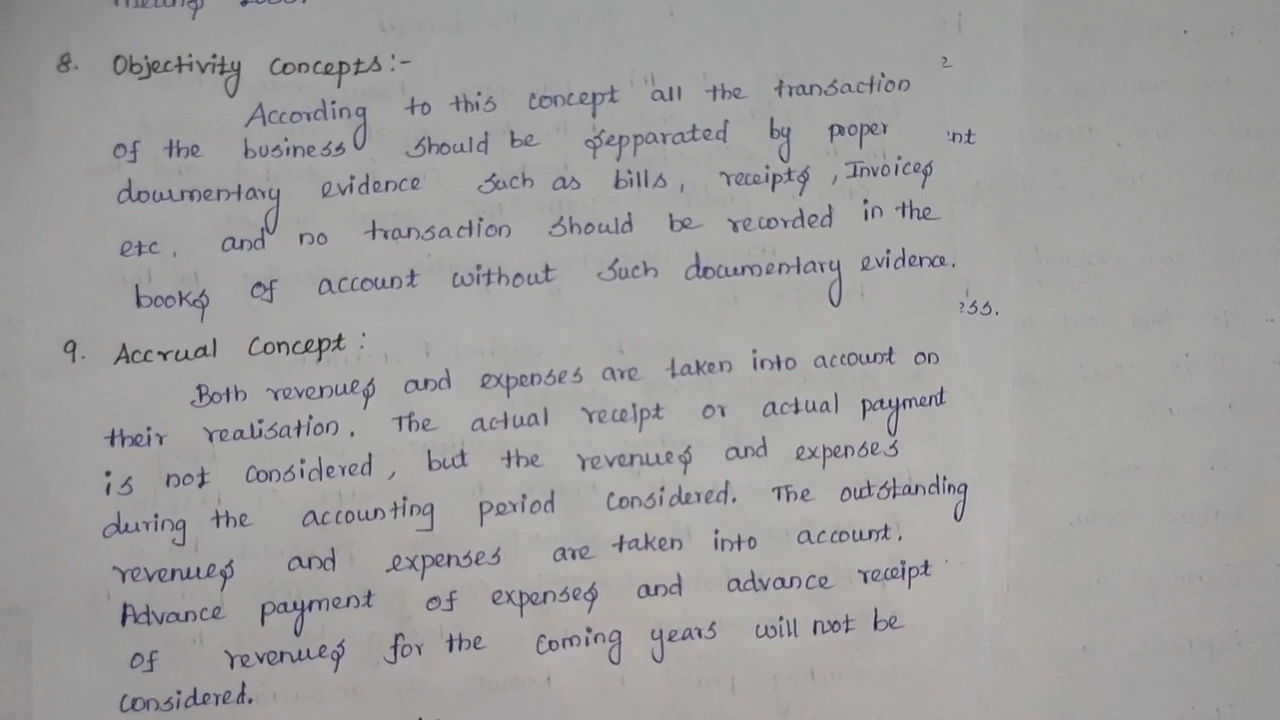 8. Objectivity Concepts:-
According to this concept all the transaction
of the business should be sepparated by proper
documentary evidence such as bills, receipts, Invoices
etc. and no transaction should be recorded in the
books of account without such documentary evidence.
9. Accrual Concept:
Both revenues and expenses are taken into account on
their realisation. The actual receipt or actual payment
is not considered, but the revenues and expenses
during the accounting period considered. The outstanding
revenues and expenses are taken into account.
Advance payment of expenses and advance receipt
of revenues for the coming years will not be
considered.